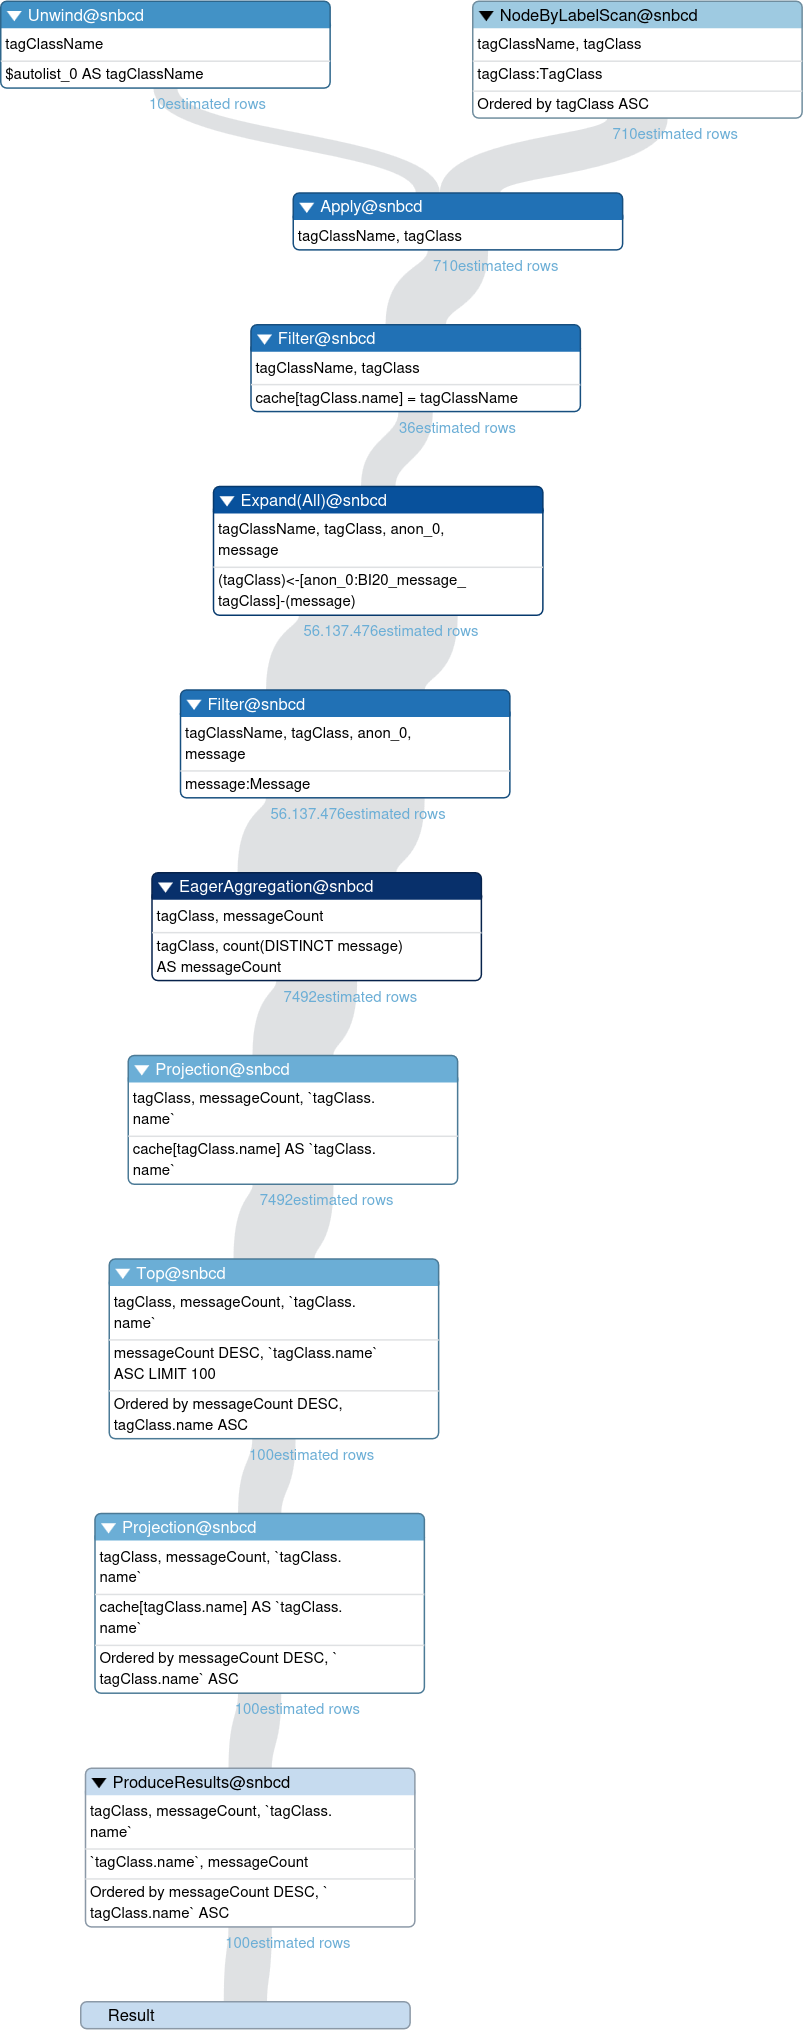 Unwind@snbcd
tagClassName
$autolist_0 AS tagClassName
10estimated rows
NodeByLabelScan@snbcd
tagClassName, tagClass
tagClass:TagClass
Ordered by tagClass ASC
710estimated rows
Apply@snbcd
tagClassName, tagClass
710estimated rows
Filter@snbcd
tagClassName, tagClass
cache[tagClass.name] = tagClassName
36estimated rows
Expand(All)@snbcd
tagClassName, tagClass, anon_0,
message
(tagClass)<-[anon_0:BI20_message_
tagClass]-(message)
56.137.476estimated rows
Filter@snbcd
tagClassName, tagClass, anon_0,
message
message:Message
56.137.476estimated rows
EagerAggregation@snbcd
tagClass, messageCount
tagClass, count(DISTINCT message)
AS messageCount
7492estimated rows
Projection@snbcd
tagClass, messageCount, `tagClass.
name`
cache[tagClass.name] AS `tagClass.
name`
7492estimated rows
Top@snbcd
tagClass, messageCount, `tagClass.
name`
messageCount DESC, `tagClass.name`
ASC LIMIT 100
Ordered by messageCount DESC,
tagClass.name ASC
100estimated rows
Projection@snbcd
tagClass, messageCount, `tagClass.
name`
cache[tagClass.name] AS `tagClass.
name`
Ordered by messageCount DESC, `
tagClass.name` ASC
100estimated rows
ProduceResults@snbcd
tagClass, messageCount, `tagClass.
name`
`tagClass.name`, messageCount
Ordered by messageCount DESC, `
tagClass.name` ASC
100estimated rows
Result